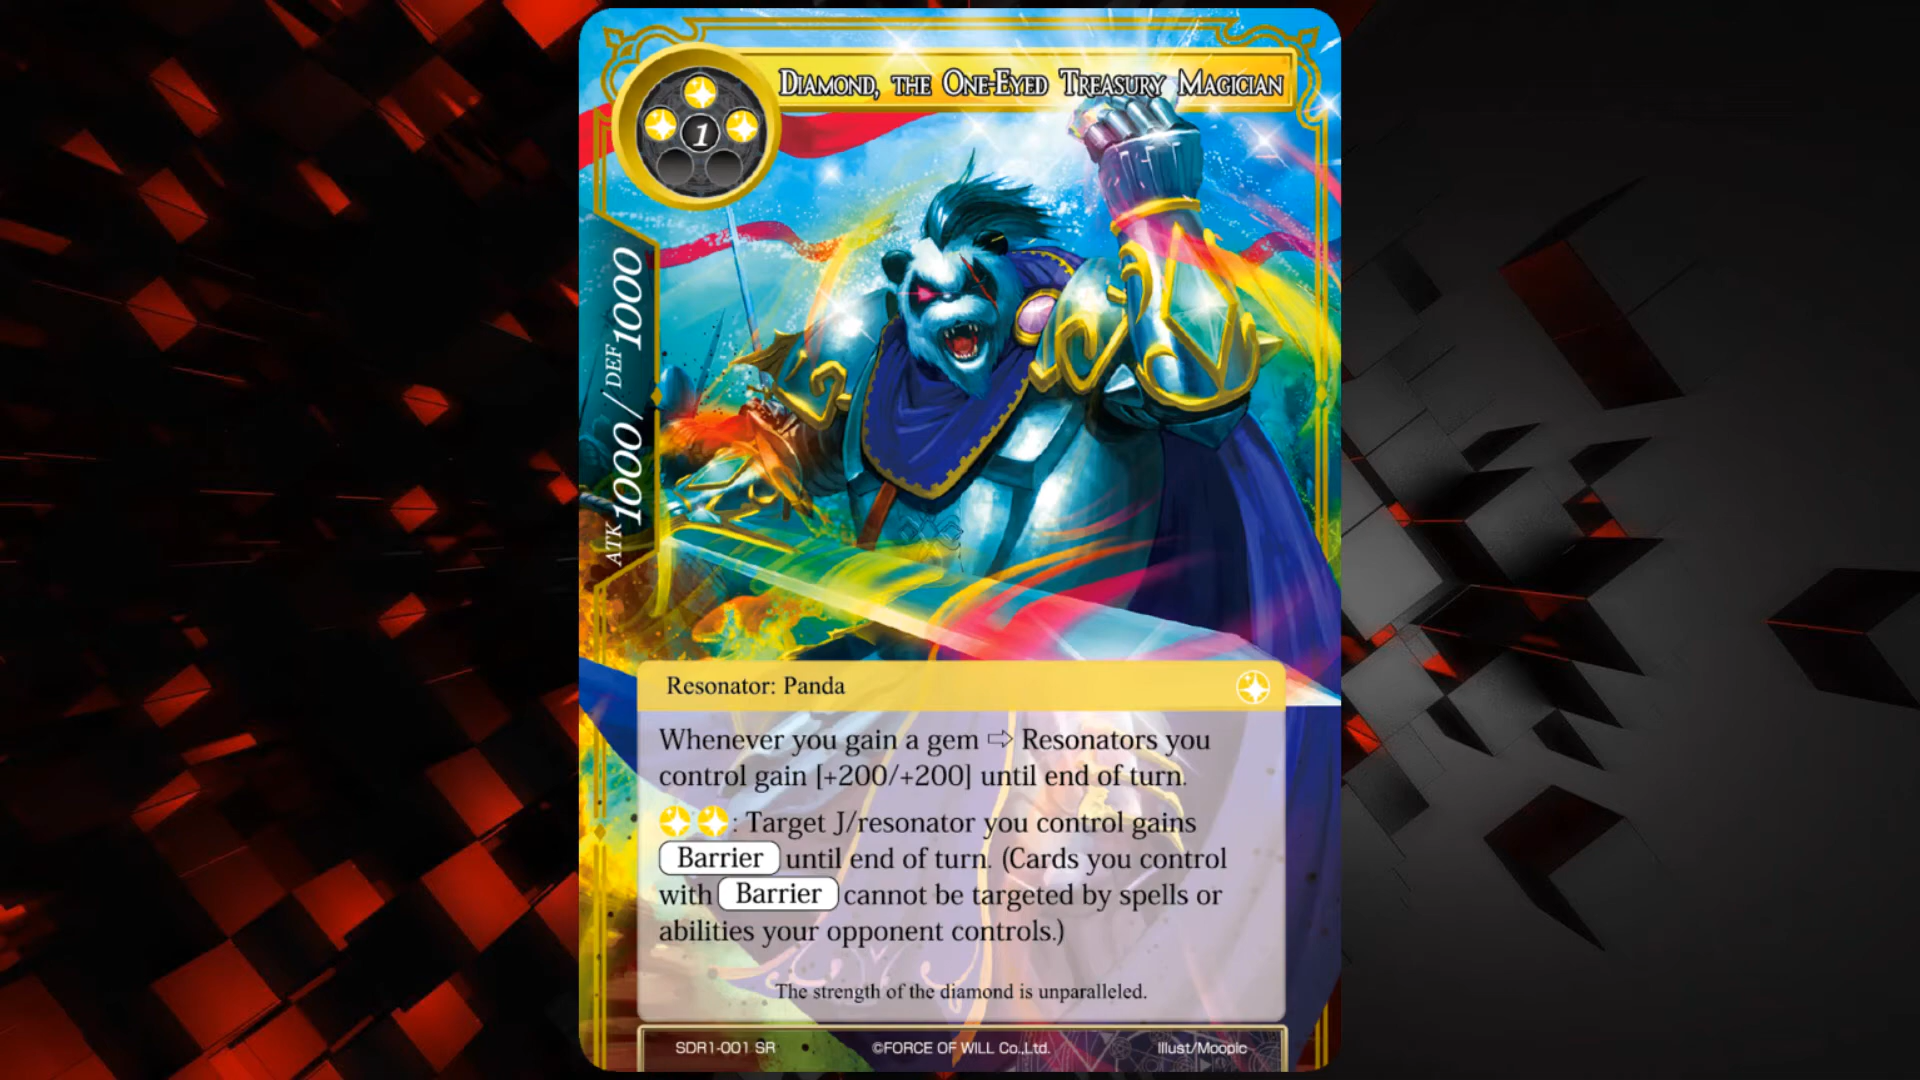 DIAMOND, THE ONE-EYED TREASURY MAGICIAN
1
ATK 1000 / DEF 1000
Resonator: Panda
Whenever you gain a gem ⇨ Resonators you
control gain [+200/+200] until end of turn.
: Target J/resonator you control gains
Barrier until end of turn. (Cards you control
with Barrier cannot be targeted by spells or
abilities your opponent controls.)
The strength of the diamond is unparalleled.
SDR1-001 SR
©FORCE OF WILL Co.,Ltd.
Illust/Moopic